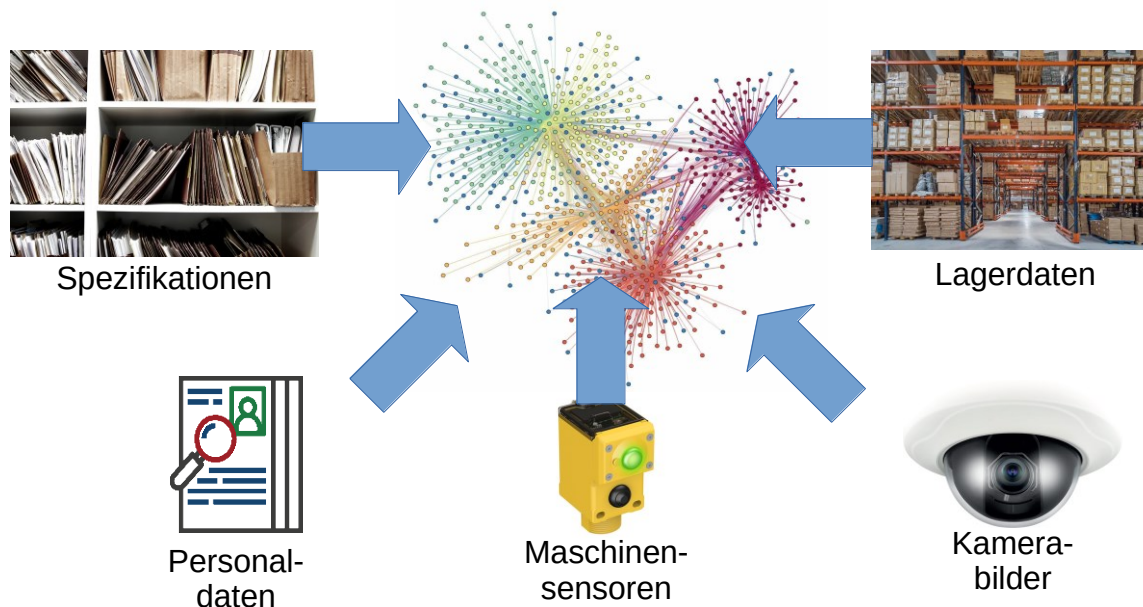 Spezifikationen
Lagerdaten
Personal-
daten
Maschinen-
sensoren
Kamera-
bilder